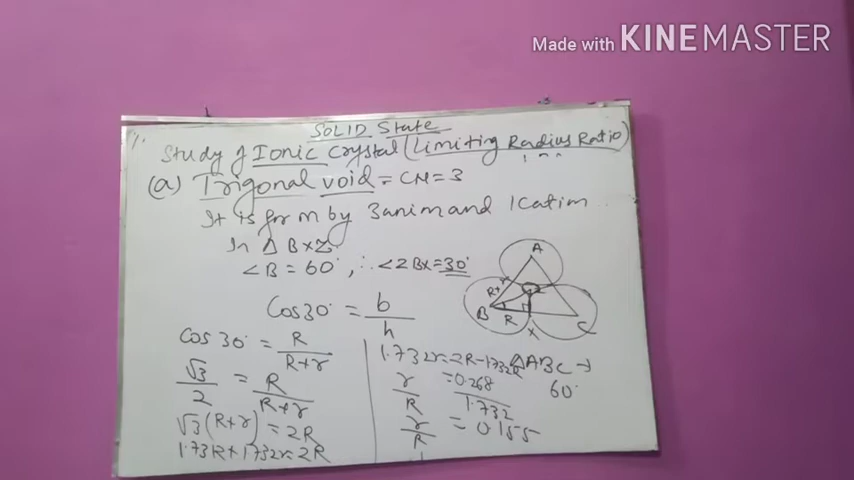 Made with KINEMASTER
1.
SOLID State
Study of Ionic Crystal (Limiting Radius Ratio)
(a) Trigonal void = CN=3
It is form by 3 anion and 1 Cation
In △ BXZ
∠B = 60° , ∴ ∠ZBX = 30°
Cos 30° = b/h
Cos 30° = R/(R+r)
√3/2 = R/(R+r)
√3(R+r) = 2R
1.73R+1.732r=2R
1.732r=2R-1.732R
r/R = 0.268/1.732
r/R = 0.155
A
R+r
B
R
X
C
△ABC →
60°